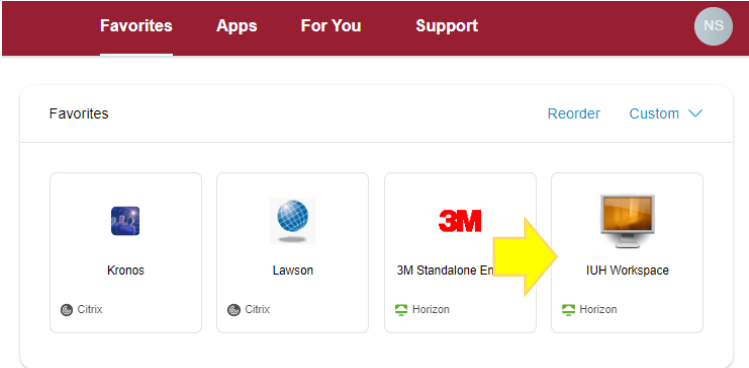 Favorites Apps For You Support NS
Favorites Reorder Custom
3M
Kronos Lawson 3M Standalone IUH Workspace
Citrix Citrix Horizon Horizon